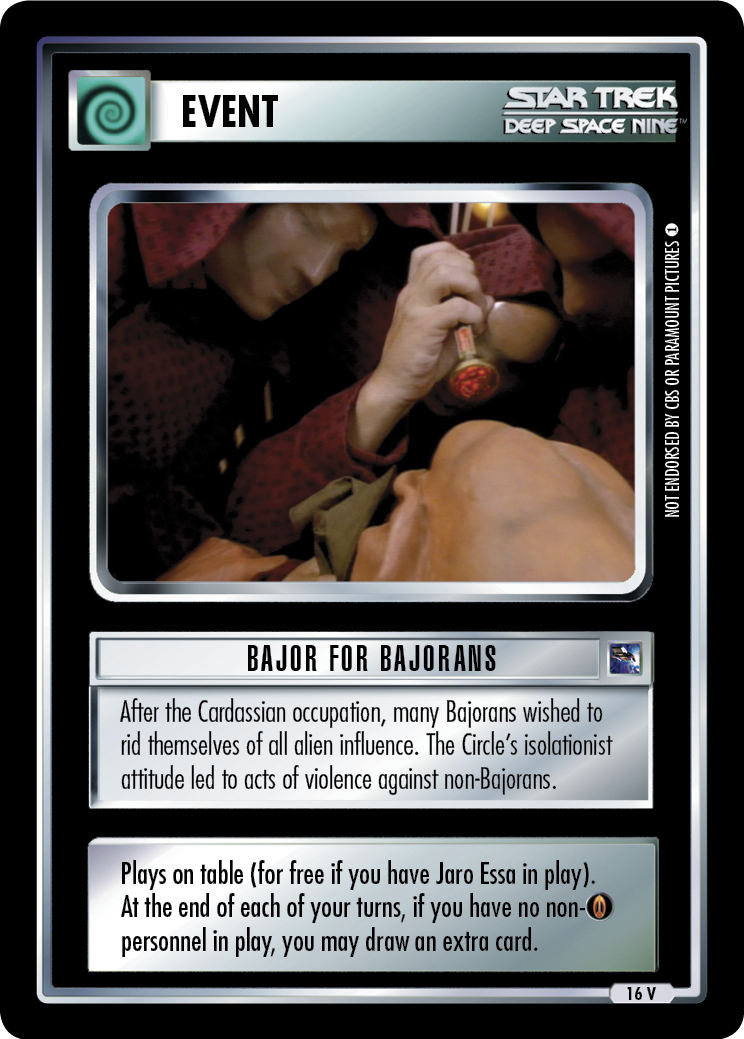 EVENT
STAR TREK
DEEP SPACE NINE™
NOT ENDORSED BY CBS OR PARAMOUNT PICTURES 1
BAJOR FOR BAJORANS
After the Cardassian occupation, many Bajorans wished to
rid themselves of all alien influence. The Circle's isolationist
attitude led to acts of violence against non-Bajorans.
Plays on table (for free if you have Jaro Essa in play).
At the end of each of your turns, if you have no non-
personnel in play, you may draw an extra card.
16 V